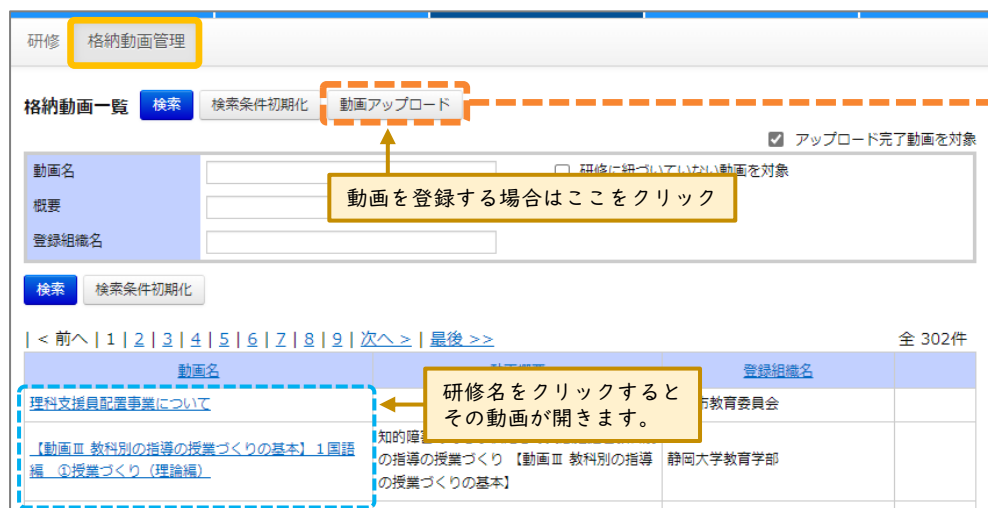 研修 格納動画管理
格納動画一覧 検索 検索条件初期化 動画アップロード
アップロード完了動画を対象
動画名 研修に紐づいていない動画を対象
動画を登録する場合はここをクリック
概要
登録組織名
検索 検索条件初期化
| < 前へ | 1 | 2 | 3 | 4 | 5 | 6 | 7 | 8 | 9 | 次へ > | 最後 >> 全 302件
動画名 登録組織名
研修名をクリックすると
その動画が開きます。
理科支援員配置事業について 市教育委員会
【動画Ⅲ 教科別の指導の授業づくりの基本】１国語
編 ①授業づくり（理論編）
知的障
の指導の授業づくり 【動画Ⅲ 教科別の指導
の授業づくりの基本】
静岡大学教育学部